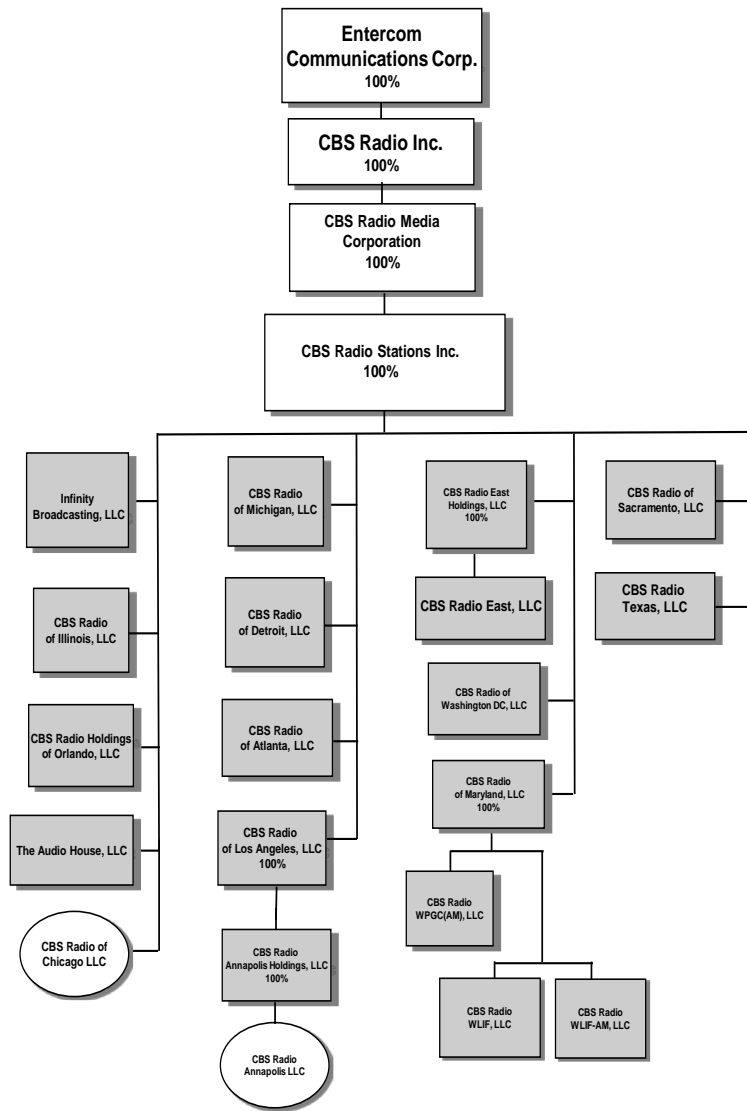 Entercom
Communications Corp.
100%
CBS Radio Inc.
100%
CBS Radio Media
Corporation
100%
CBS Radio Stations Inc.
100%
Infinity
Broadcasting, LLC
CBS Radio
of Illinois, LLC
CBS Radio Holdings
of Orlando, LLC
The Audio House, LLC
CBS Radio of
Chicago LLC
CBS Radio
of Michigan, LLC
CBS Radio
of Detroit, LLC
CBS Radio
of Atlanta, LLC
CBS Radio
of Los Angeles, LLC
100%
CBS Radio
Annapolis Holdings, LLC
100%
CBS Radio
Annapolis LLC
CBS Radio East
Holdings, LLC
100%
CBS Radio East, LLC
CBS Radio of
Washington DC, LLC
CBS Radio
of Maryland, LLC
100%
CBS Radio
WPGC(AM), LLC
CBS Radio
WLIF, LLC
CBS Radio
WLIF-AM, LLC
CBS Radio of
Sacramento, LLC
CBS Radio
Texas, LLC